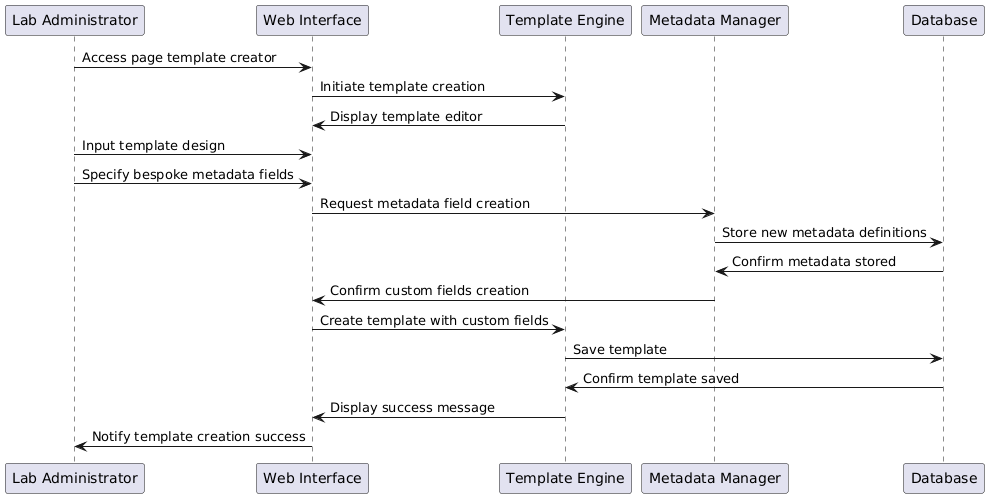 Lab Administrator
Web Interface
Template Engine
Metadata Manager
Database
Access page template creator
Initiate template creation
Display template editor
Input template design
Specify bespoke metadata fields
Request metadata field creation
Store new metadata definitions
Confirm metadata stored
Confirm custom fields creation
Create template with custom fields
Save template
Confirm template saved
Display success message
Notify template creation success
Lab Administrator
Web Interface
Template Engine
Metadata Manager
Database